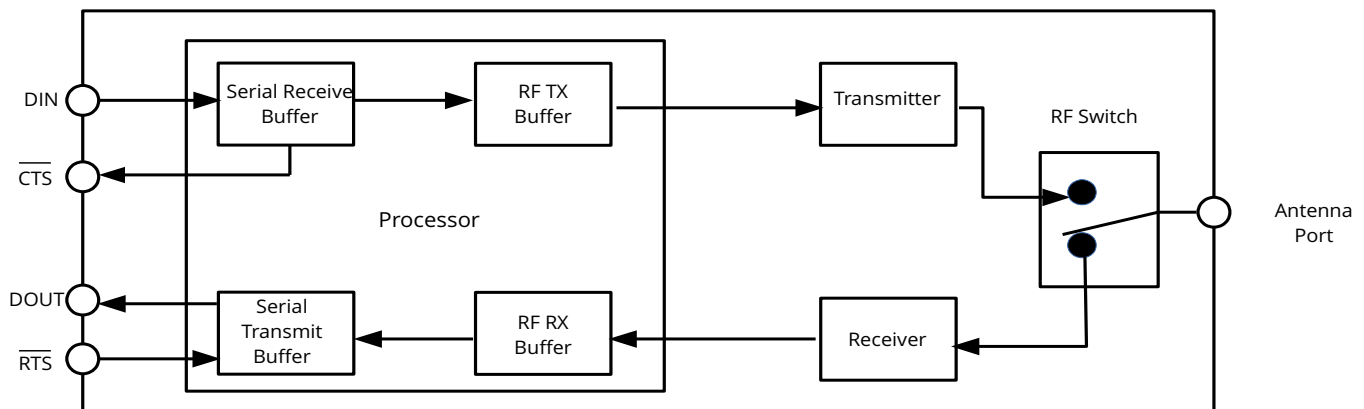 DIN
Serial Receive
Buffer
RF TX
Buffer
Transmitter
RF Switch
CTS
Processor
Antenna
Port
DOUT
Serial
Transmit
Buffer
RF RX
Buffer
Receiver
RTS